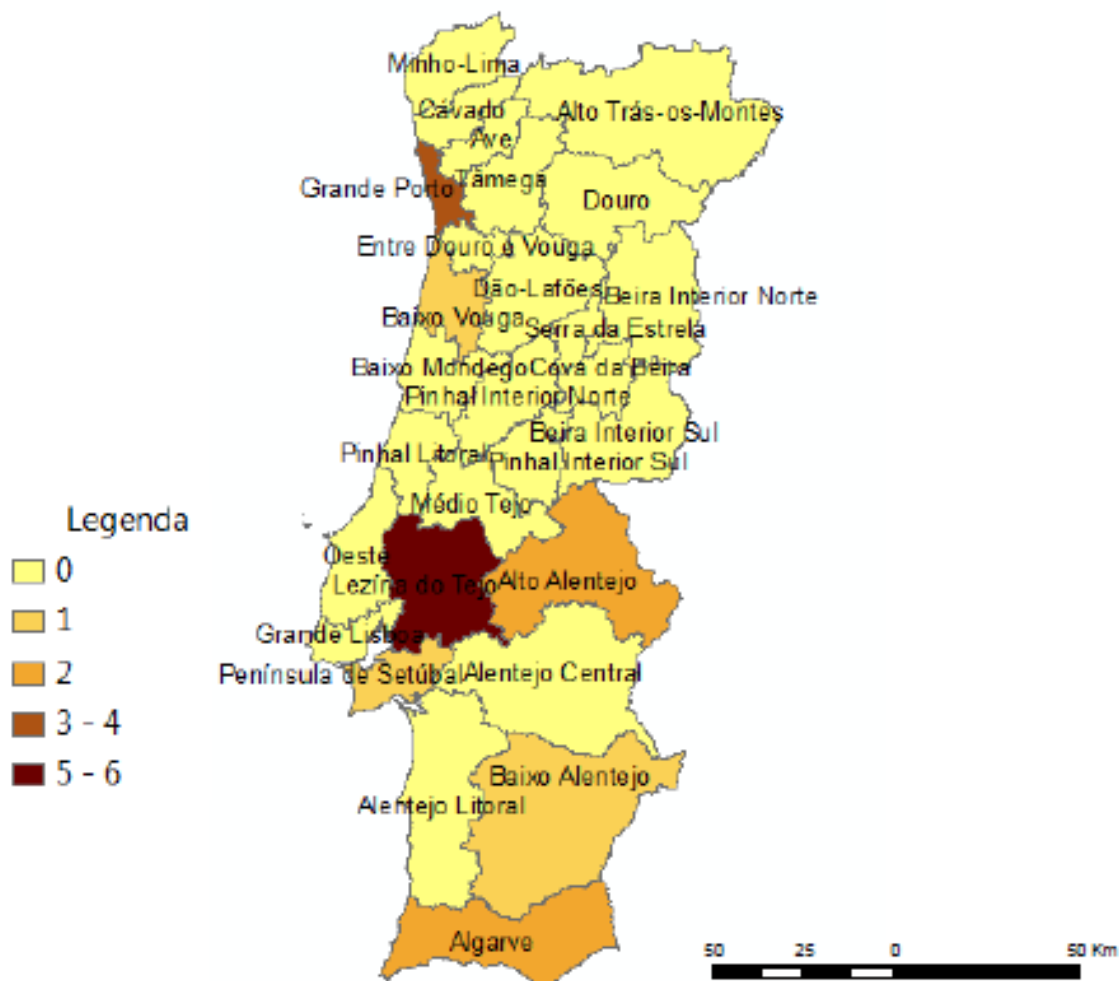 Minho-Lima
Cávado
Alto Trás-os-Montes
Ave
Tâmega
Grande Porto
Douro
Entre Douro e Vouga
Dão-Lafões
Beira Interior Norte
Baixo Vouga
Serra da Estrela
Baixo Mondego
Cova da Beira
Pinhal Interior Norte
Beira Interior Sul
Pinhal Litoral
Pinhal Interior Sul
Médio Tejo
Legenda
Oeste
0
Lezína do Tejo
Alto Alentejo
1
Grande Lisboa
2
Península de Setúbal
Alentejo Central
3 - 4
5 - 6
Baixo Alentejo
Alentejo Litoral
Algarve
50 25 0 50 Km